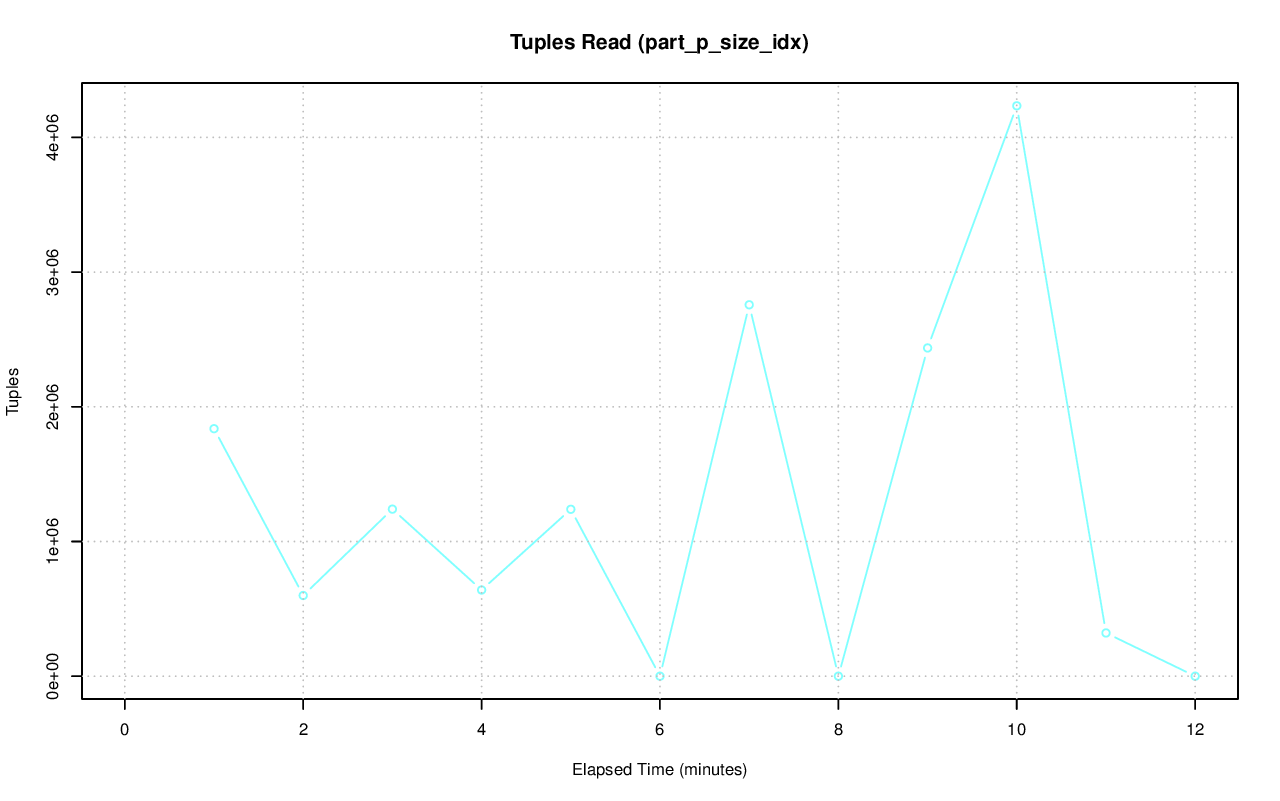 Tuples Read (part_p_size_idx)
4e+06
3e+06
2e+06
1e+06
0e+00
Tuples
0 2 4 6 8 10 12
Elapsed Time (minutes)